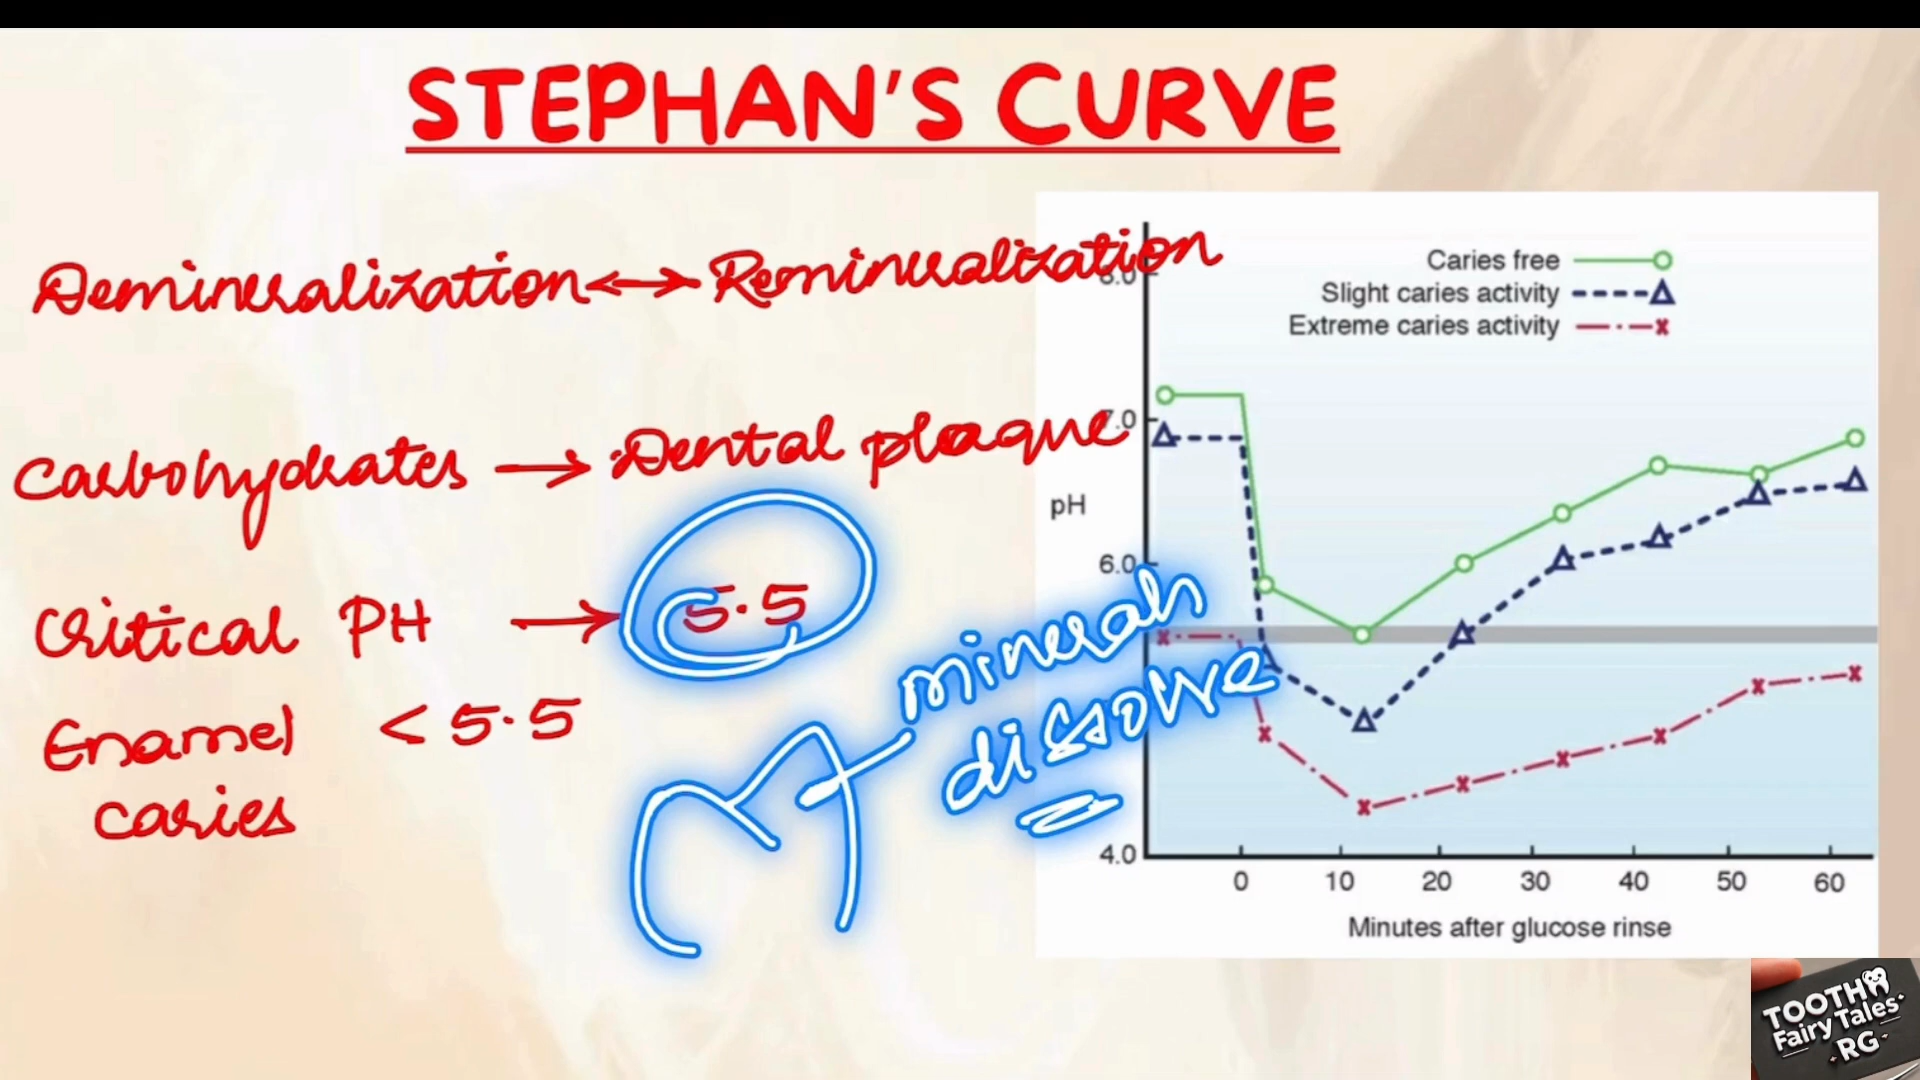 STEPHAN'S CURVE
Demineralization ↔ Remineralization
Carbohydrates → Dental plaque
Critical PH → 5.5
Enamel < 5.5
caries
minerals
dissolve
Caries free
Slight caries activity
Extreme caries activity
8.0
7.0
pH
6.0
4.0
0 10 20 30 40 50 60
Minutes after glucose rinse
TOOTH
Fairy Tales
RG